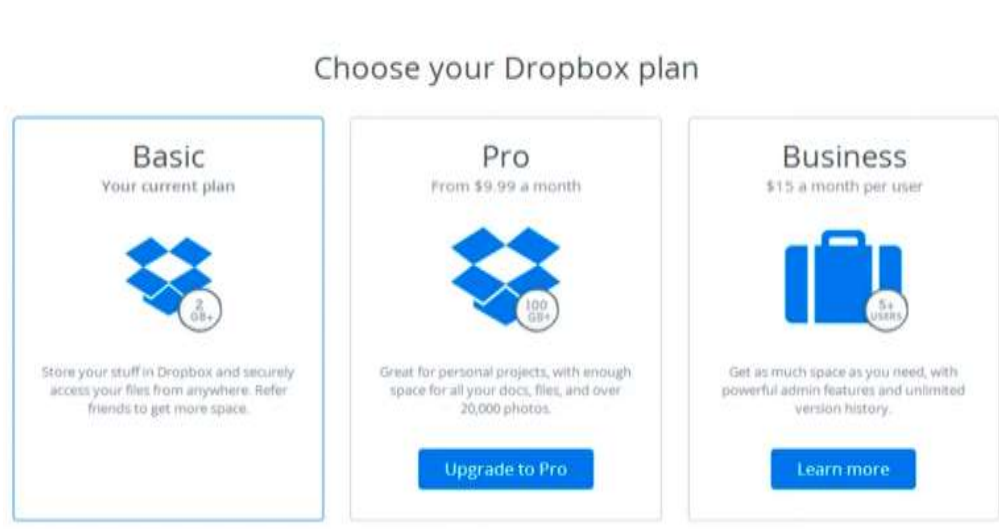 Choose your Dropbox plan
Basic
Your current plan
2
GB+
Store your stuff in Dropbox and securely
access your files from anywhere. Refer
friends to get more space.
Pro
From $9.99 a month
100
GB+
Great for personal projects, with enough
space for all your docs, files, and over
20,000 photos.
Upgrade to Pro
Business
$15 a month per user
5+
USERS
Get as much space as you need, with
powerful admin features and unlimited
version history.
Learn more